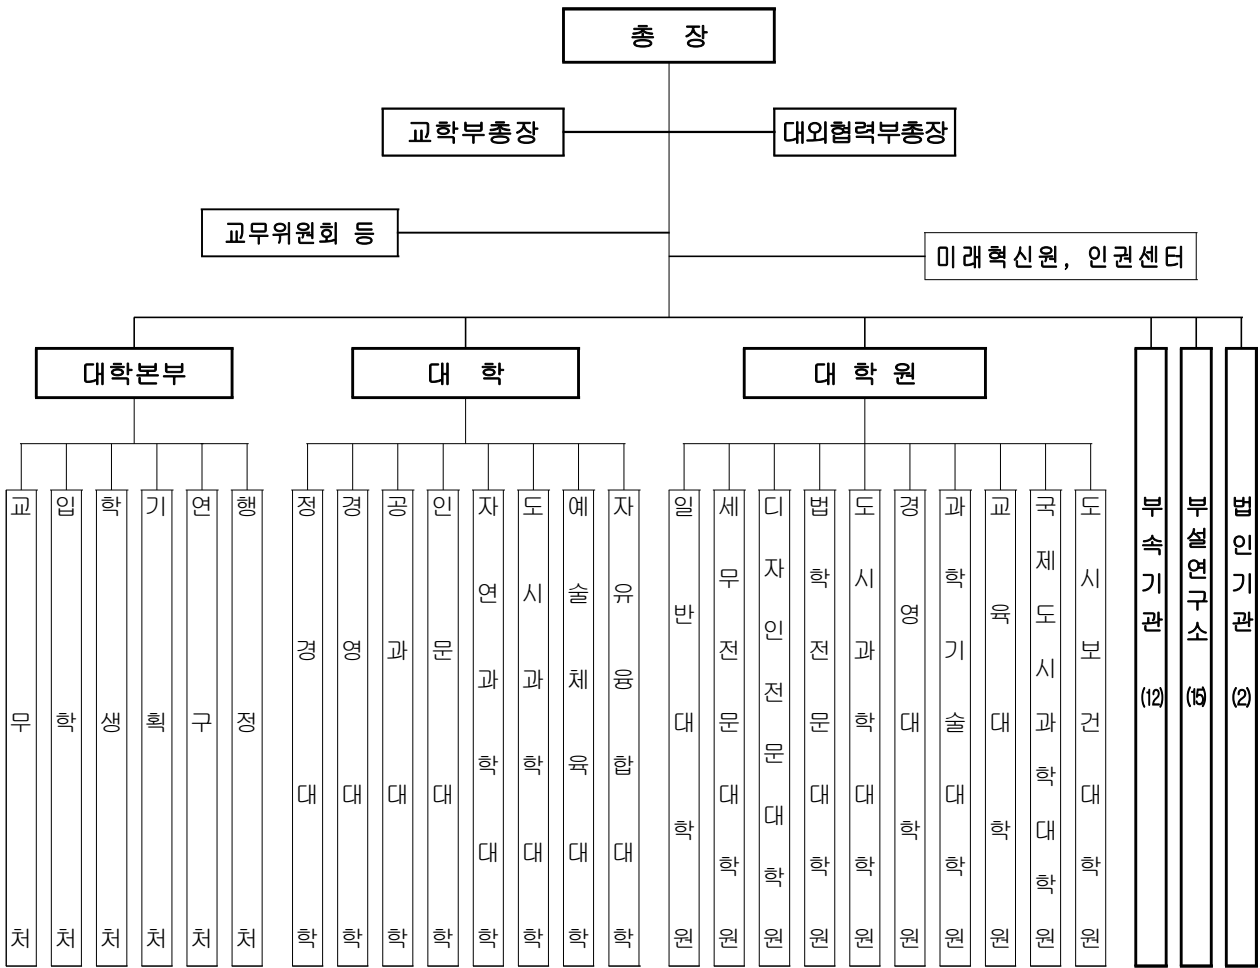 총 장
교학부총장
대외협력부총장
교무위원회 등
미래혁신원, 인권센터
대학본부
대 학
대 학 원
교무처
입학처
학생처
기획처
연구처
행정처
정경대학
경영대학
공과대학
인문대학
자연과학대학
도시과학대학
예술체육대학
자유융합대학
일반대학원
세무전문대학원
디자인전문대학원
법학전문대학원
도시과학대학원
경영대학원
과학기술대학원
교육대학원
국제도시과학대학원
도시보건대학원
부속기관 (12)
부설연구소 (15)
법인기관 (2)